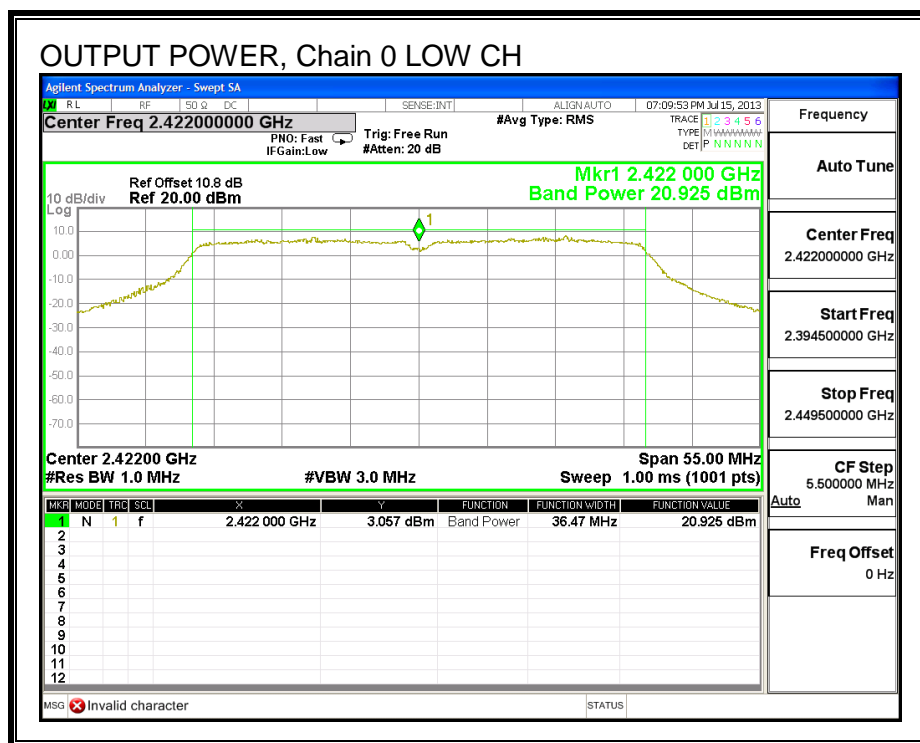 OUTPUT POWER, Chain 0 LOW CH
Agilent Spectrum Analyzer - Swept SA
LXI RL RF 50 Ω DC SENSE:INT ALIGN AUTO 07:09:53 PM Jul 15, 2013
Center Freq 2.422000000 GHz #Avg Type: RMS TRACE 1 2 3 4 5 6
PNO: Fast Trig: Free Run TYPE M WWWWW
IFGain:Low #Atten: 20 dB DET P N N N N N
Frequency
Auto Tune
Center Freq
2.422000000 GHz
Start Freq
2.394500000 GHz
Stop Freq
2.449500000 GHz
CF Step
5.500000 MHz
Auto Man
Freq Offset
0 Hz
Mkr1 2.422 000 GHz
Ref Offset 10.8 dB
10 dB/div Ref 20.00 dBm Band Power 20.925 dBm
Log
1
10.0
0.00
-10.0
-20.0
-30.0
-40.0
-50.0
-60.0
-70.0
Center 2.42200 GHz Span 55.00 MHz
#Res BW 1.0 MHz #VBW 3.0 MHz Sweep 1.00 ms (1001 pts)
MKR MODE TRC SCL X Y FUNCTION FUNCTION WIDTH FUNCTION VALUE
1 N 1 f 2.422 000 GHz 3.057 dBm Band Power 36.47 MHz 20.925 dBm
2
3
4
5
6
7
8
9
10
11
12
MSG Invalid character STATUS